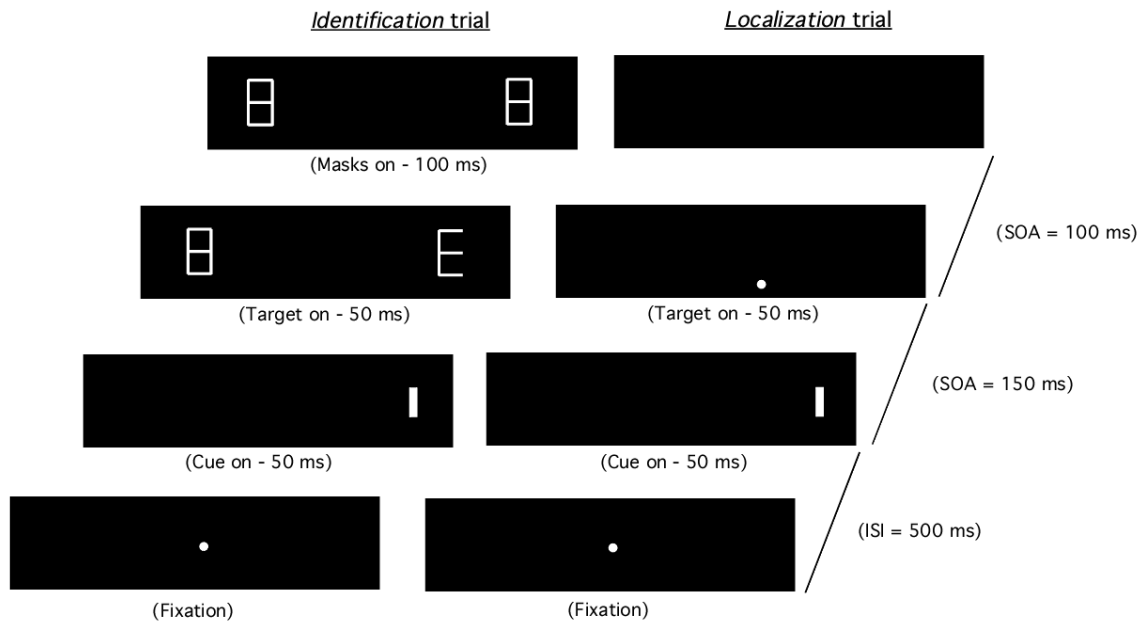 Identification trial
Localization trial
(Masks on - 100 ms)
(SOA = 100 ms)
E
(Target on - 50 ms)
(Target on - 50 ms)
(SOA = 150 ms)
(Cue on - 50 ms)
(Cue on - 50 ms)
(ISI = 500 ms)
(Fixation)
(Fixation)